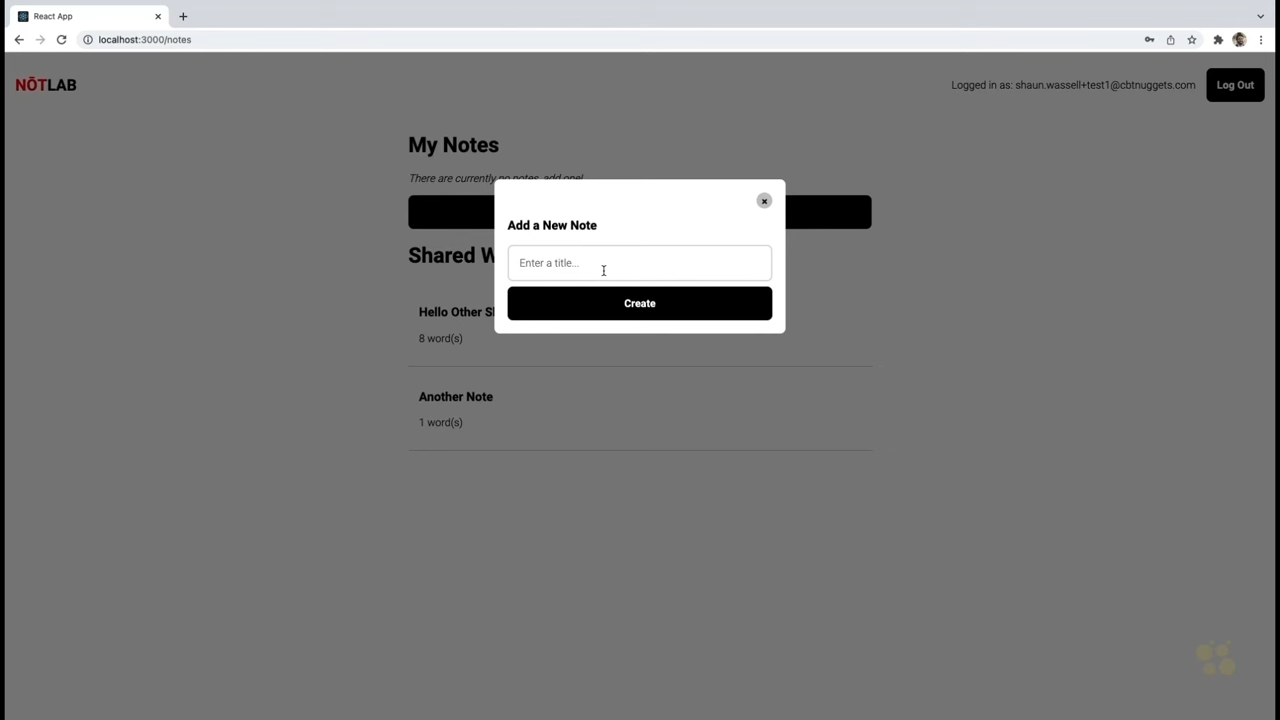 React App
localhost:3000/notes
NŌTLAB
Logged in as: shaun.wassell+test1@cbtnuggets.com
Log Out
My Notes
There are currently no notes, add one!
Add a New Note
Enter a title...
Create
Shared W
Hello Other S
8 word(s)
Another Note
1 word(s)